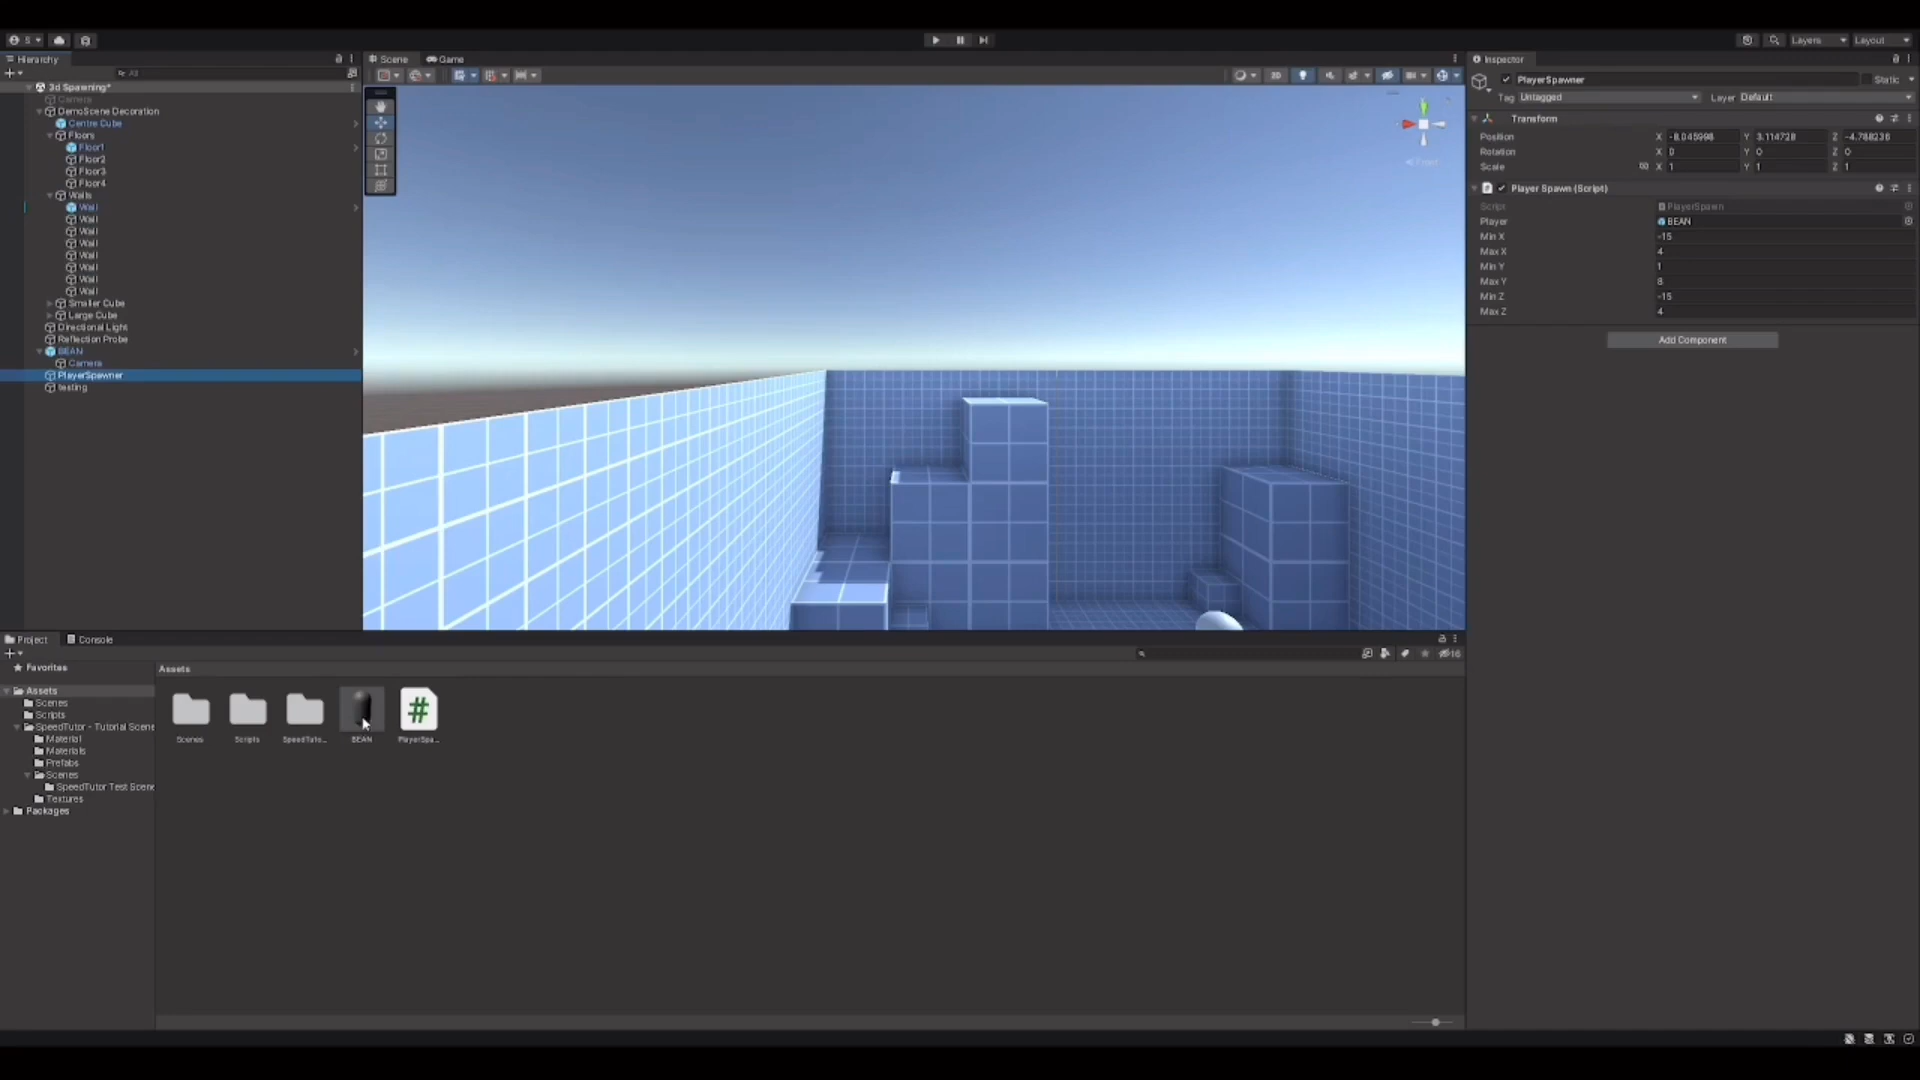 S
Layers
Layout
Hierarchy
Scene
Game
Inspector
All
3d Spawning*
Camera
DemoScene Decoration
Centre Cube
Floors
Floor1
Floor2
Floor3
Floor4
Walls
Wall
Wall
Wall
Wall
Wall
Wall
Wall
Wall
Smaller Cube
Large Cube
Directional Light
Reflection Probe
BEAN
Camera
PlayerSpawner
testing
2D
PlayerSpawner
Static
Tag Untagged
Layer Default
Transform
Position X -8.045998 Y 3.114728 Z -4.788236
Rotation X 0 Y 0 Z 0
Scale X 1 Y 1 Z 1
Player Spawn (Script)
Script PlayerSpawn
Player BEAN
Min X -15
Max X 4
Min Y 1
Max Y 8
Min Z -15
Max Z 4
Add Component
Project
Console
16
Favorites
Assets
Scenes
Scripts
SpeedTutor - Tutorial Scene
Material
Materials
Prefabs
Scenes
SpeedTutor Test Scene
Textures
Packages
Assets
Scenes
Scripts
SpeedTuto...
BEAN
PlayerSpa...